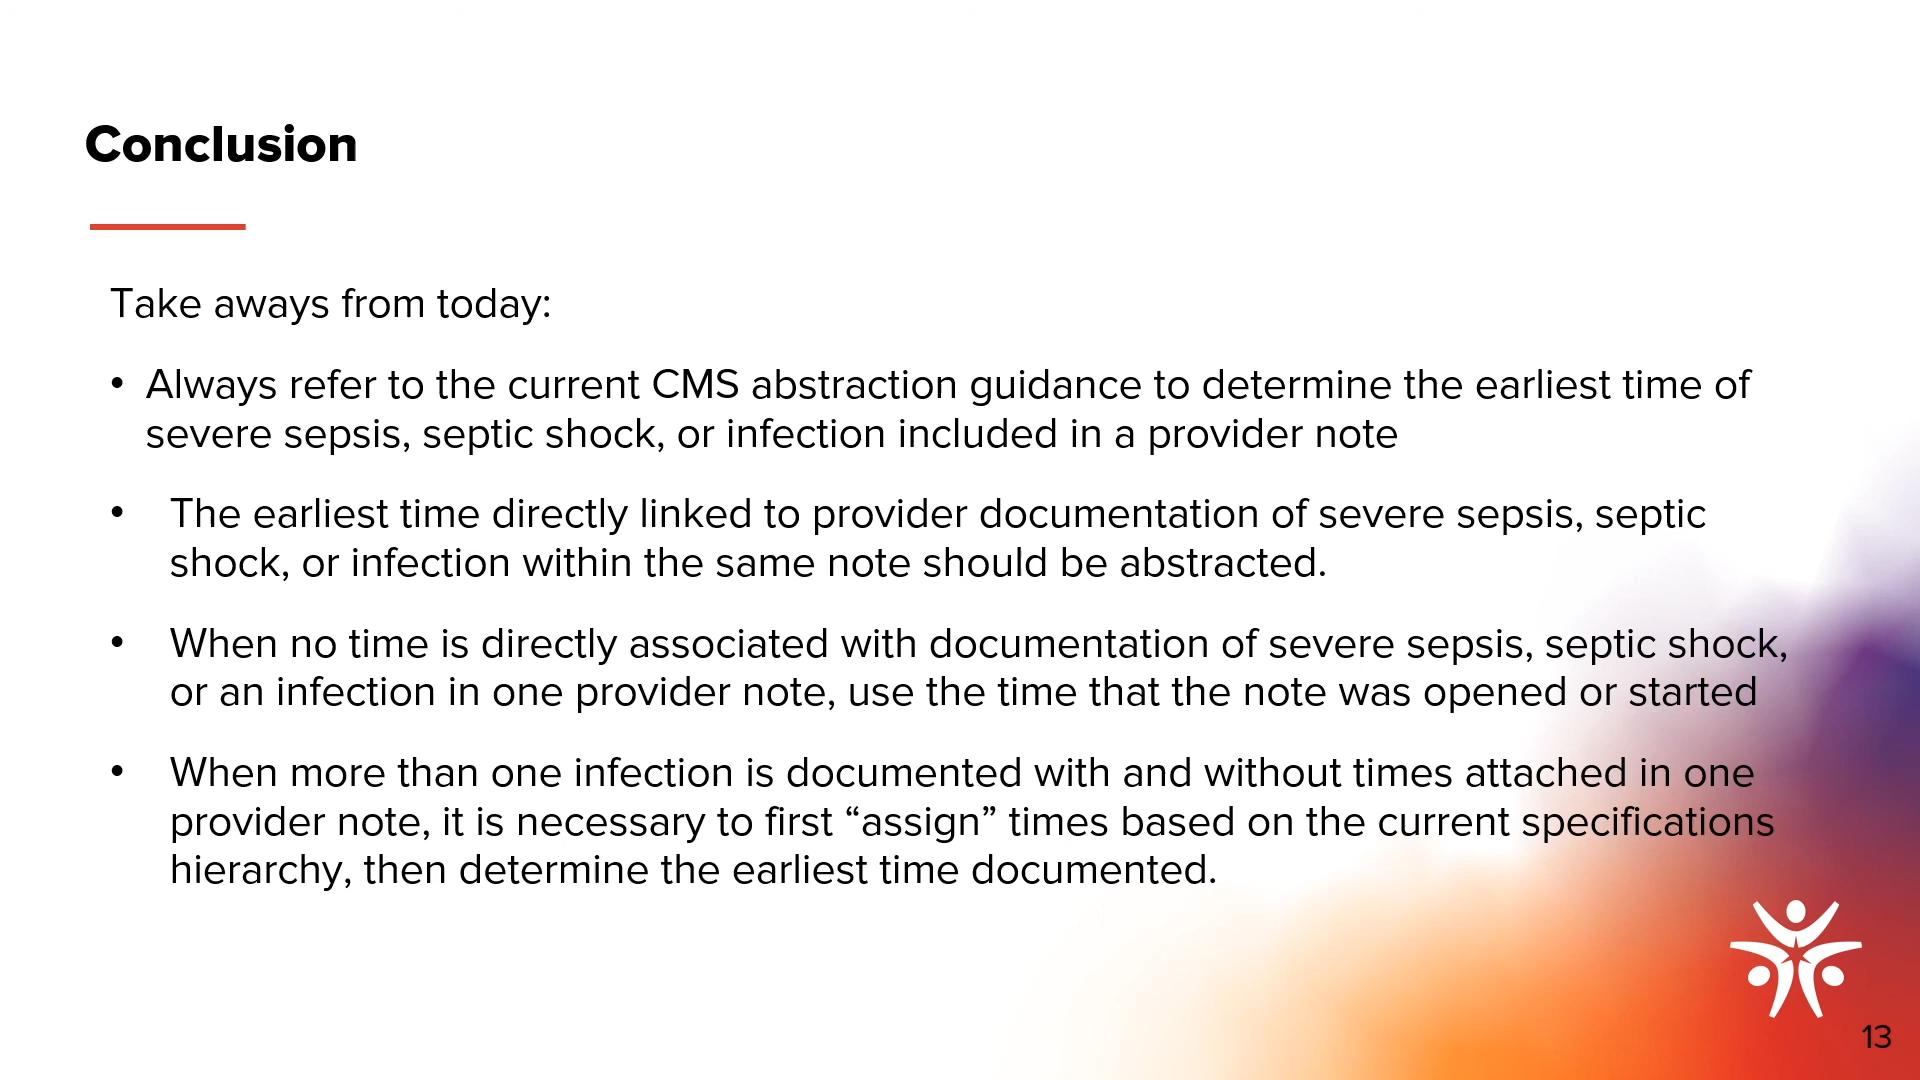 Conclusion
Take aways from today:
• Always refer to the current CMS abstraction guidance to determine the earliest time of
severe sepsis, septic shock, or infection included in a provider note
• The earliest time directly linked to provider documentation of severe sepsis, septic
shock, or infection within the same note should be abstracted.
• When no time is directly associated with documentation of severe sepsis, septic shock,
or an infection in one provider note, use the time that the note was opened or started
• When more than one infection is documented with and without times attached in one
provider note, it is necessary to first “assign” times based on the current specifications
hierarchy, then determine the earliest time documented.
13